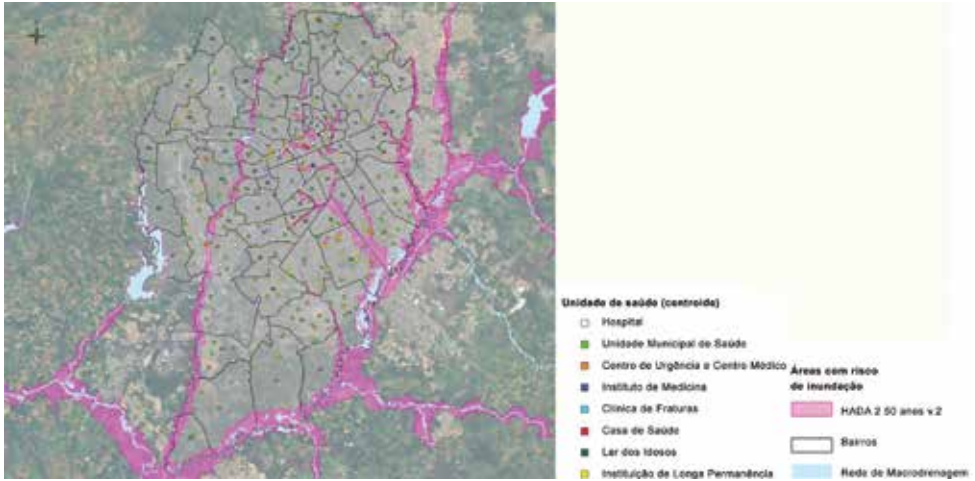 Unidade de saúde (centroide)
Hospital
Unidade Municipal de Saúde
Centro de Urgência e Centro Médico
Instituto de Medicina
Clínica de Fraturas
Casa de Saúde
Lar dos Idosos
Instituição de Longa Permanência
Áreas com risco
de inundação
HADA 2 50 anos v.2
Bairros
Rede de Macrodrenagem